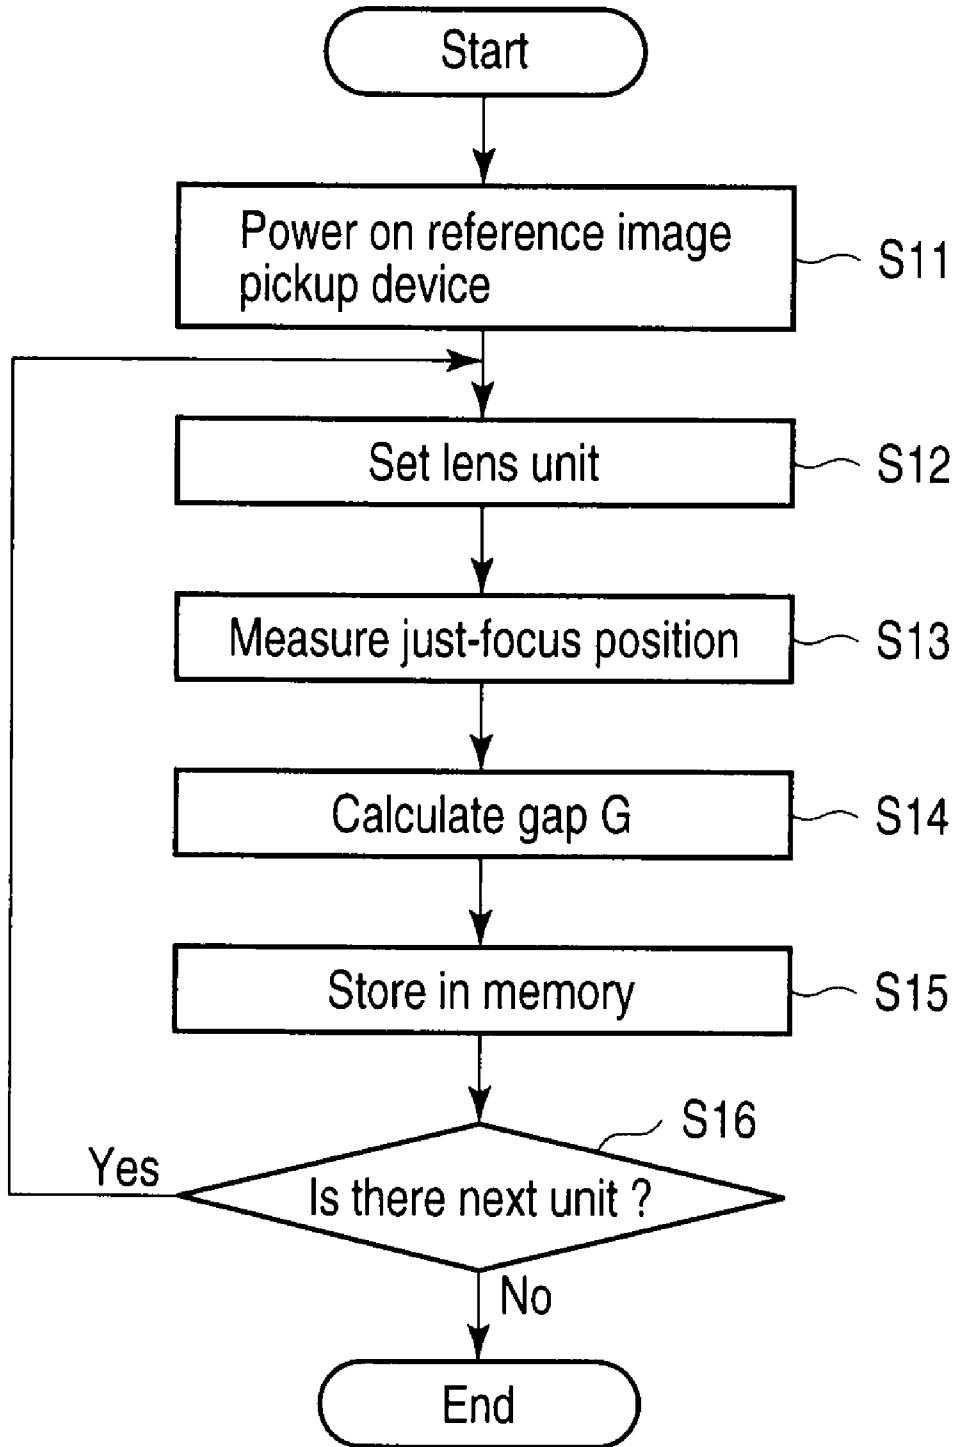 Start
Power on reference image
pickup device
S11
Set lens unit
S12
Measure just-focus position
S13
Calculate gap G
S14
Store in memory
S15
S16
Yes
Is there next unit ?
No
End